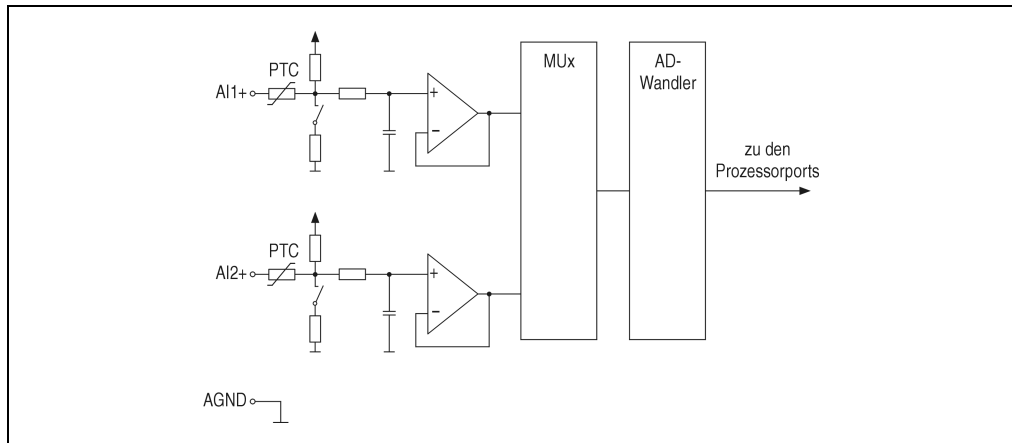 PTC
AI1+
+
-
MUx
AD-
Wandler
zu den
Prozessorports
PTC
AI2+
+
-
AGND